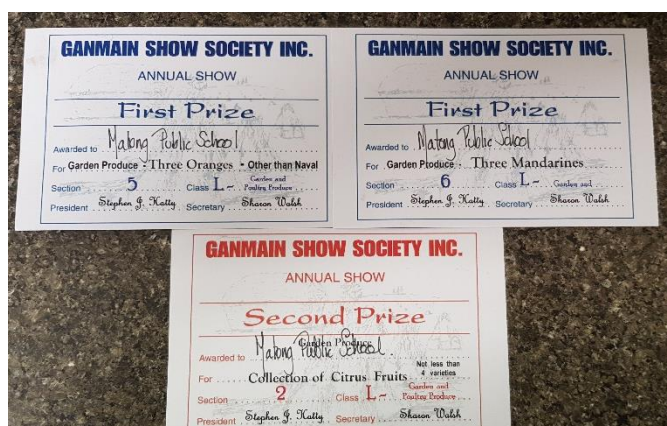 GANMAIN SHOW SOCIETY INC.
ANNUAL SHOW
First Prize
Awarded to Matong Public School
For Garden Produce - Three Oranges - Other than Naval
Section 5 Class L - Garden and Poultry Produce
President Stephen J. Hatty Secretary Sharon Walsh
GANMAIN SHOW SOCIETY INC.
ANNUAL SHOW
First Prize
Awarded to Matong Public School
For Garden Produce - Three Mandarines
Section 6 Class L - Garden and
President Stephen J. Hatty Secretary Sharon Walsh
GANMAIN SHOW SOCIETY INC.
ANNUAL SHOW
Second Prize
Garden Produce
Awarded to Matong Public School
For Collection of Citrus Fruits Not less than 4 varieties
Section 2 Class L - Garden and Poultry Produce
President Stephen J. Hatty Secretary Sharon Walsh